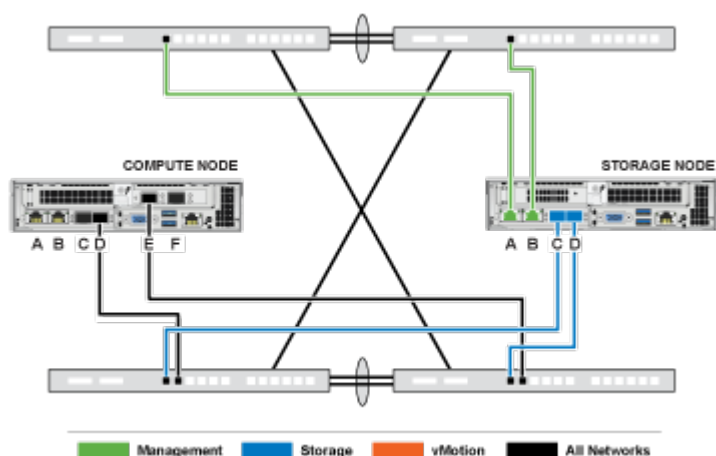 COMPUTE NODE
STORAGE NODE
A B C D E F
A B C D
Management Storage vMotion All Networks